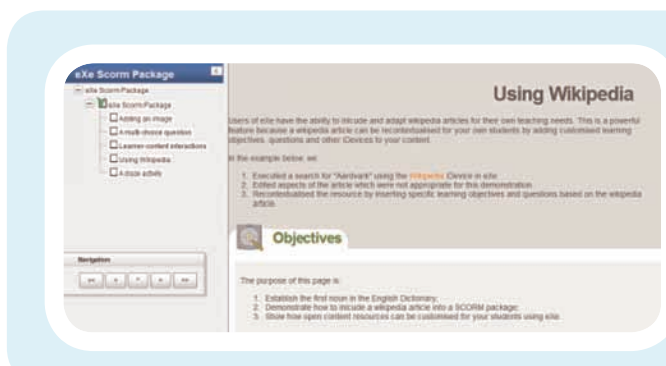 eXe Scorm Package
eXe Scorm Package
eXe Scorm Package
Adding an image
A multi choice question
Learner-content interactions
Using Wikipedia
A cloze activity
Navigation
Using Wikipedia
Users of eXe have the ability to inlcude and adapt wikipedia articles for their own teaching needs. This is a powerful
feature because a wikipedia article can be recontextualised for your own students by adding customised learning
objectives, questions and other iDevices to your content.
In the example below, we:
1. Executed a search for "Aardvark" using the Wikipedia iDevice in eXe.
2. Edited aspects of the article which were not appropriate for this demonstration.
3. Recontextualised the resource by inserting specific learning objectives and questions based on the wikipedia
article.
Objectives
The purpose of this page is:
1. Establish the first noun in the English Dictionary;
2. Demonstrate how to inlcude a wikipedia article into a SCORM package;
3. Show how open content resources can be customised for your students using eXe.